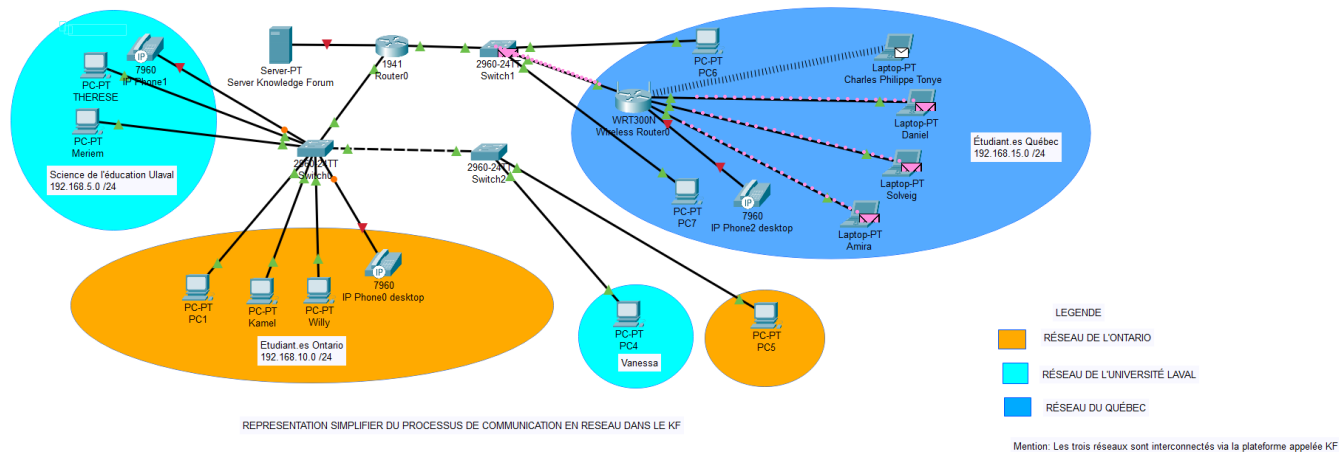 7960
IP Phone1
PC-PT
THERESE
PC-PT
Meriem
Science de l'éducation Ulaval
192.168.5.0 /24
Server-PT
Server Knowledge Forum
1941
Router0
2960-24TT
Switch1
PC-PT
PC6
Laptop-PT
Charles Philippe Tonye
WRT300N
Wireless Router0
Laptop-PT
Daniel
Étudiant.es Québec
192.168.15.0 /24
Laptop-PT
Solveig
Laptop-PT
Amira
PC-PT
PC7
7960
IP Phone2 desktop
2960-24TT
Switch0
2960-24TT
Switch2
PC-PT
PC1
PC-PT
Kamel
PC-PT
Willy
7960
IP Phone0 desktop
Etudiant.es Ontario
192.168.10.0 /24
PC-PT
PC4
Vanessa
PC-PT
PC5
LEGENDE
RÉSEAU DE L'ONTARIO
RÉSEAU DE L'UNIVERSITÉ LAVAL
RÉSEAU DU QUÉBEC
REPRESENTATION SIMPLIFIER DU PROCESSUS DE COMMUNICATION EN RESEAU DANS LE KF
Mention: Les trois réseaux sont interconnectés via la plateforme appelée KF